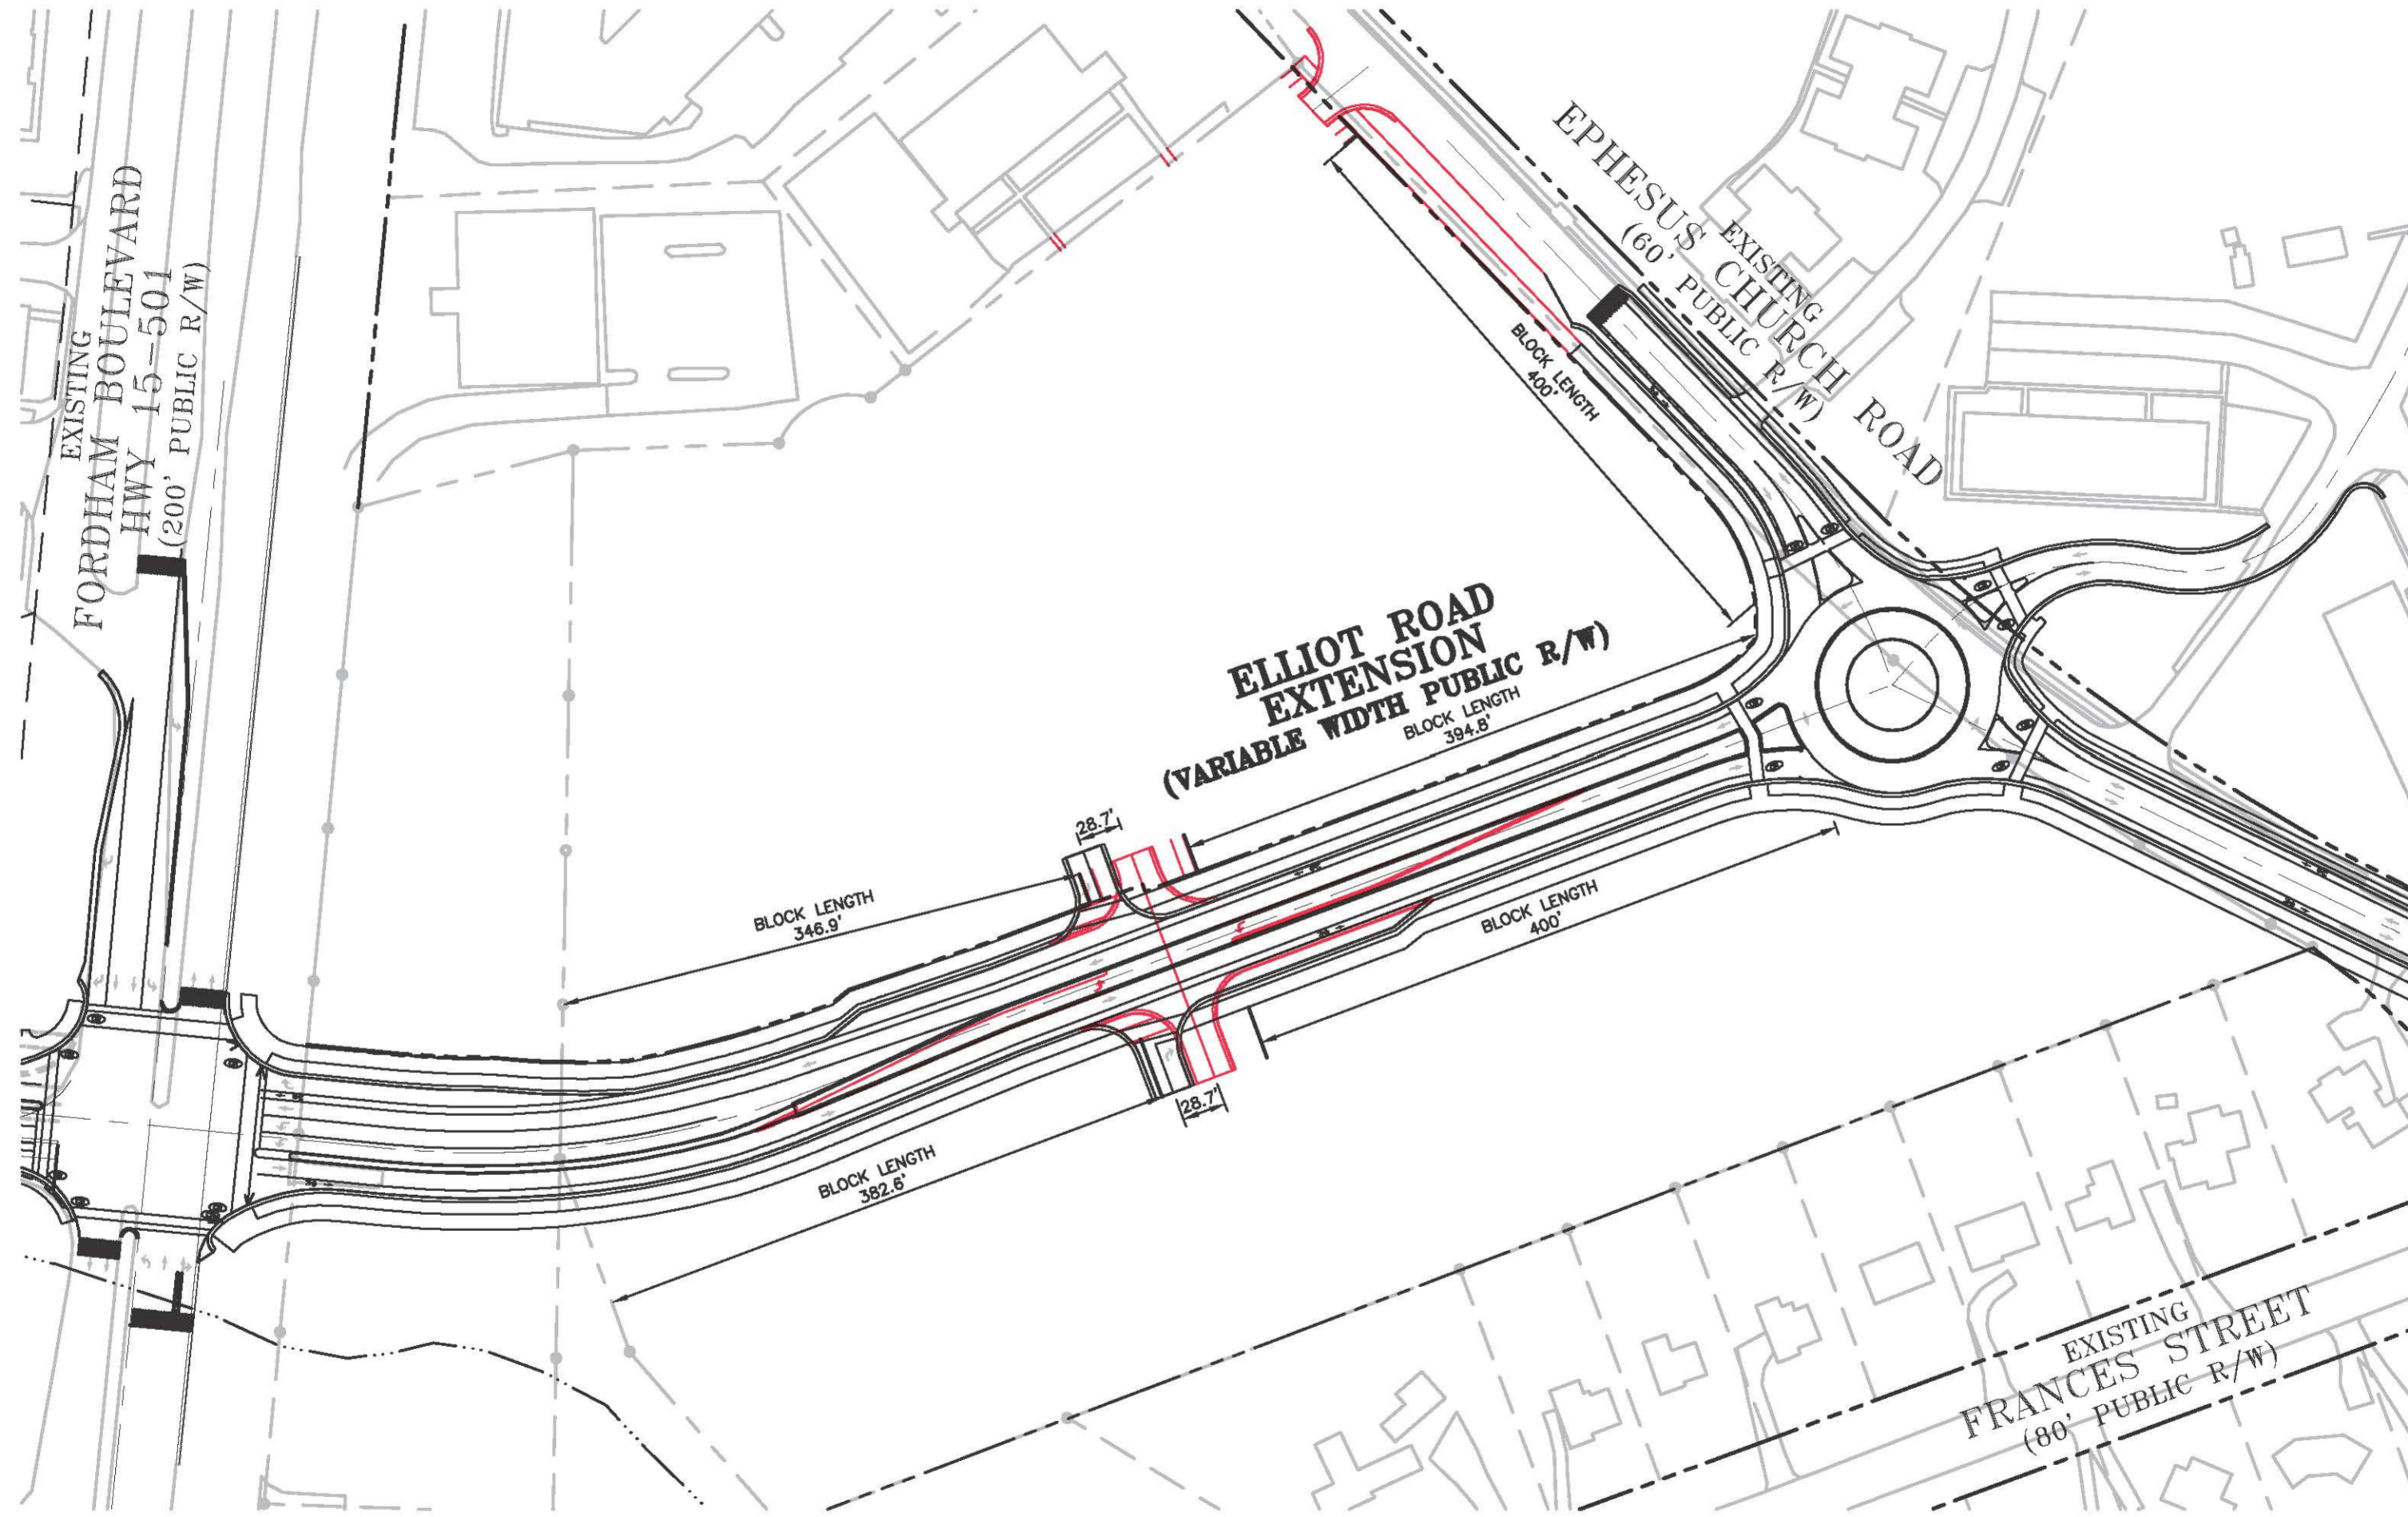 EXISTING
FORDHAM BOULEVARD
HWY 15-501
(200' PUBLIC R/W)
EXISTING
EPHESUS CHURCH ROAD
(60' PUBLIC R/W)
BLOCK LENGTH
400'
ELLIOT ROAD
EXTENSION
(VARIABLE WIDTH PUBLIC R/W)
BLOCK LENGTH
394.8'
28.7'
BLOCK LENGTH
346.9'
BLOCK LENGTH
400'
28.7'
BLOCK LENGTH
382.6'
EXISTING
FRANCES STREET
(80' PUBLIC R/W)